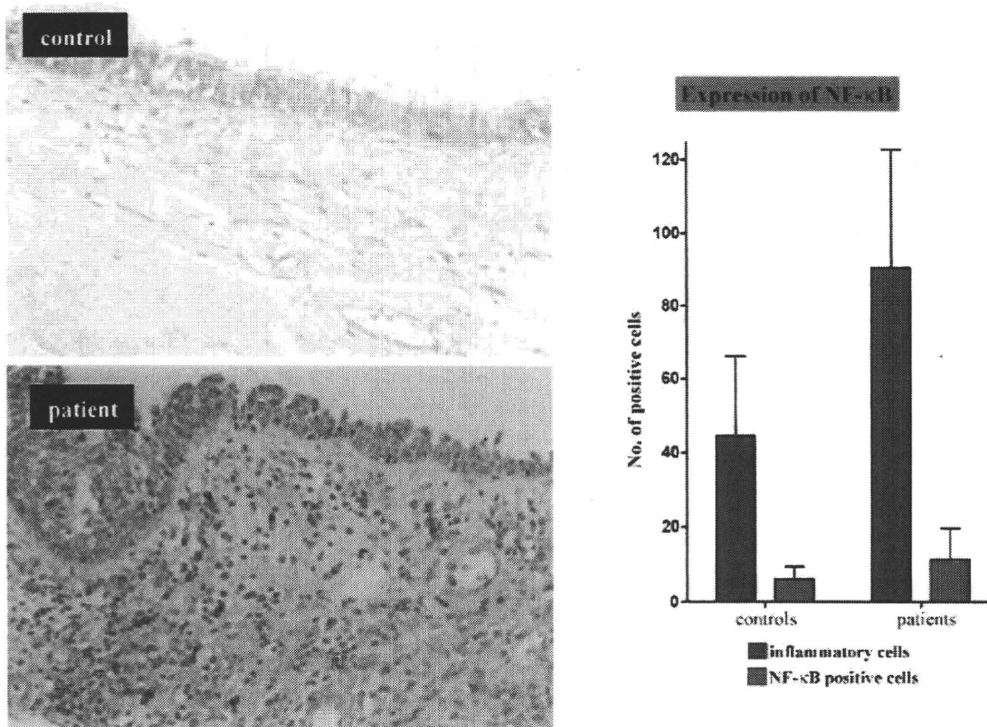 control
patient
Expression of NF-κB
No. of positive cells
120
100
80
60
40
20
0
controls
patients
inflammatory cells
NF-κB positive cells